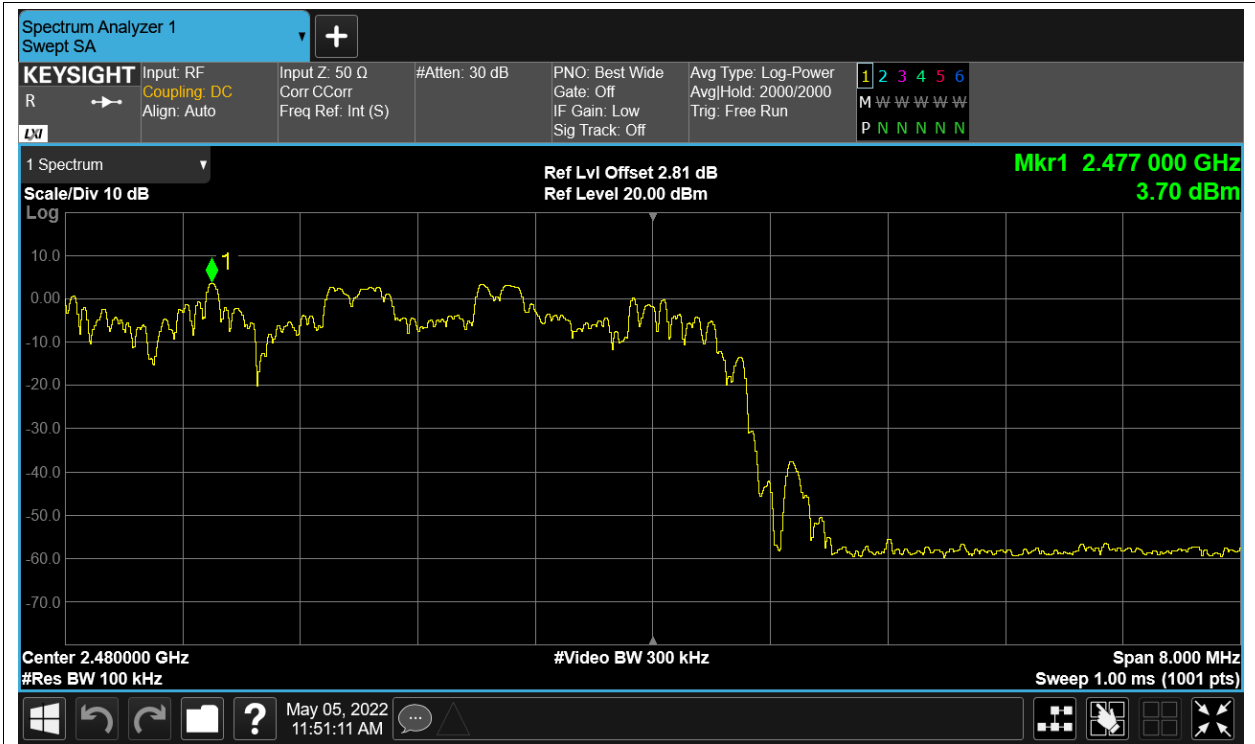 Spectrum Analyzer 1
Swept SA
KEYSIGHT
R
LXI
Input: RF
Coupling: DC
Align: Auto
Input Z: 50 Ω
Corr CCorr
Freq Ref: Int (S)
#Atten: 30 dB
PNO: Best Wide
Gate: Off
IF Gain: Low
Sig Track: Off
Avg Type: Log-Power
Avg|Hold: 2000/2000
Trig: Free Run
1 2 3 4 5 6
M W W W W W
P N N N N N
1 Spectrum
Scale/Div 10 dB
Log
Ref Lvl Offset 2.81 dB
Ref Level 20.00 dBm
Mkr1 2.477 000 GHz
3.70 dBm
10.0
0.00
-10.0
-20.0
-30.0
-40.0
-50.0
-60.0
-70.0
1
Center 2.480000 GHz
#Res BW 100 kHz
#Video BW 300 kHz
Span 8.000 MHz
Sweep 1.00 ms (1001 pts)
?
May 05, 2022
11:51:11 AM